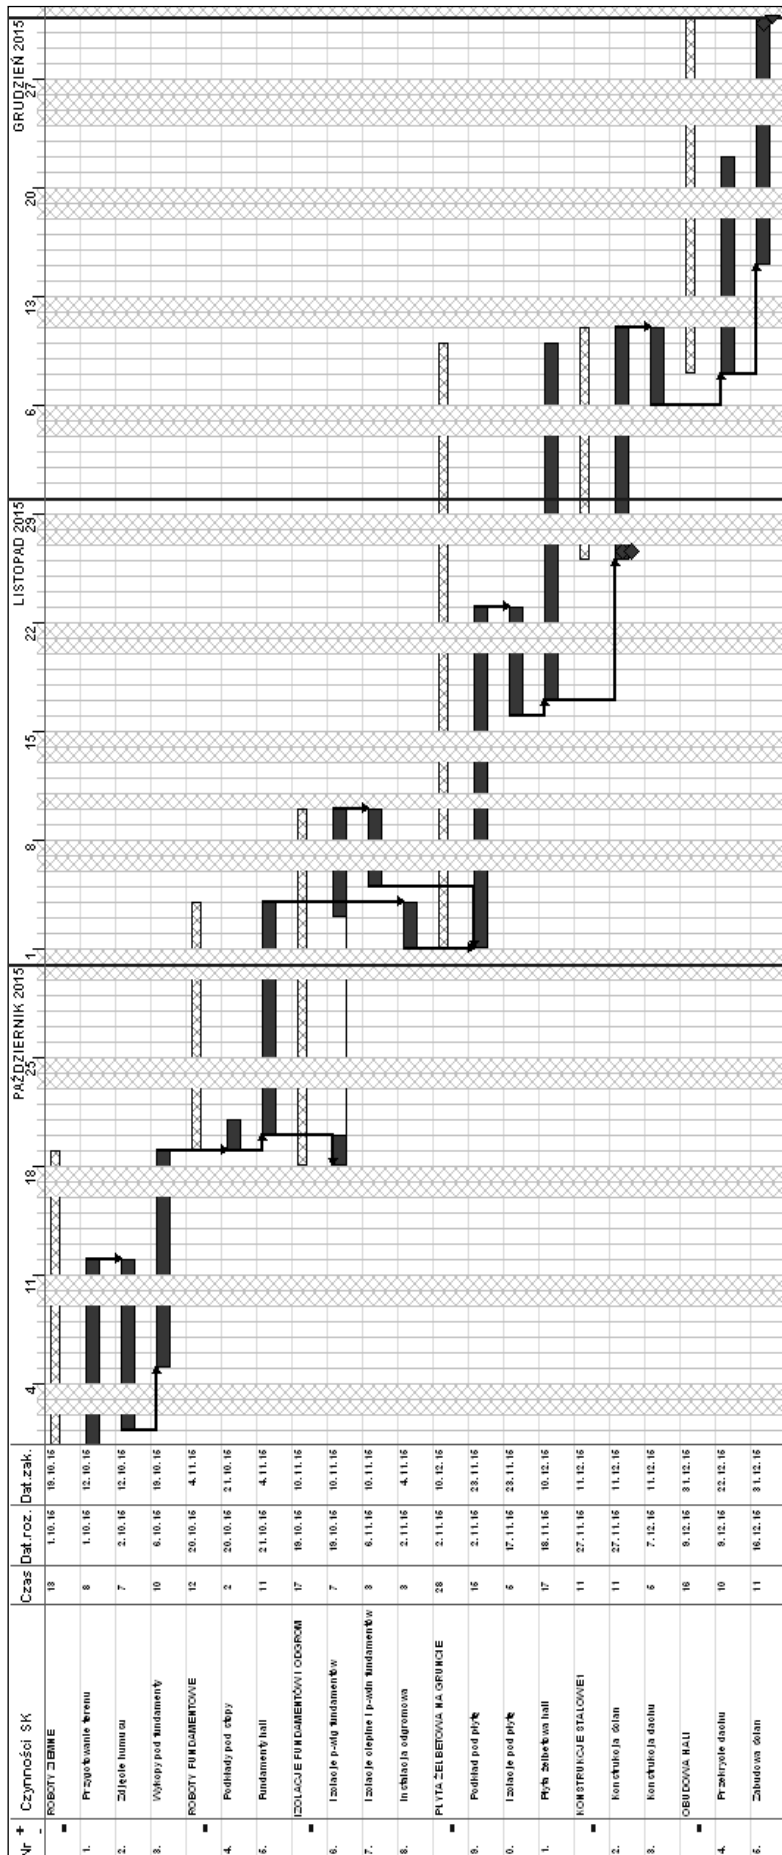 Nr + - Czynności SK Czas Dat.roz. Dat.zak. PAŹDZIERNIK 2015 LISTOPAD 2015 GRUDZIEŃ 2015
4 11 18 25 1 8 15 22 29 6 13 20 27
ROBOTY ZIEMNE 13 1.10.15 19.10.15
1. Przygotowanie terenu 8 1.10.15 12.10.15
2. Zdjęcie humusu 7 2.10.15 12.10.15
3. Wykopy pod fundamenty 10 6.10.15 19.10.15
ROBOTY FUNDAMENTOWE 12 20.10.15 4.11.15
4. Podkłady pod stopy 2 20.10.15 21.10.15
5. Fundamenty hali 11 21.10.15 4.11.15
IZOLACJE FUNDAMENTÓW I ODGROM 17 19.10.15 10.11.15
6. Izolacje p-wilg fundamentów 7 19.10.15 10.11.15
7. Izolacje cieplne i p-wdn fundamentów 3 6.11.15 10.11.15
8. Instalacja odgromowa 3 2.11.15 4.11.15
PŁYTA ŻELBETOWA NA GRUNCIE 28 2.11.15 10.12.15
9. Podkład pod płytę 15 2.11.15 23.11.15
0. Izolacje pod płytę 5 17.11.15 23.11.15
1. Płyta żelbetowa hali 17 18.11.15 10.12.15
KONSTRUKCJE STALOWE 11 27.11.15 11.12.15
2. Konstrukcja ścian 11 27.11.15 11.12.15
3. Konstrukcja dachu 5 7.12.15 11.12.15
OBUDOWA HALI 16 9.12.15 31.12.15
4. Przekrycie dachu 10 9.12.15 22.12.15
5. Zabudowa ścian 11 16.12.15 31.12.15